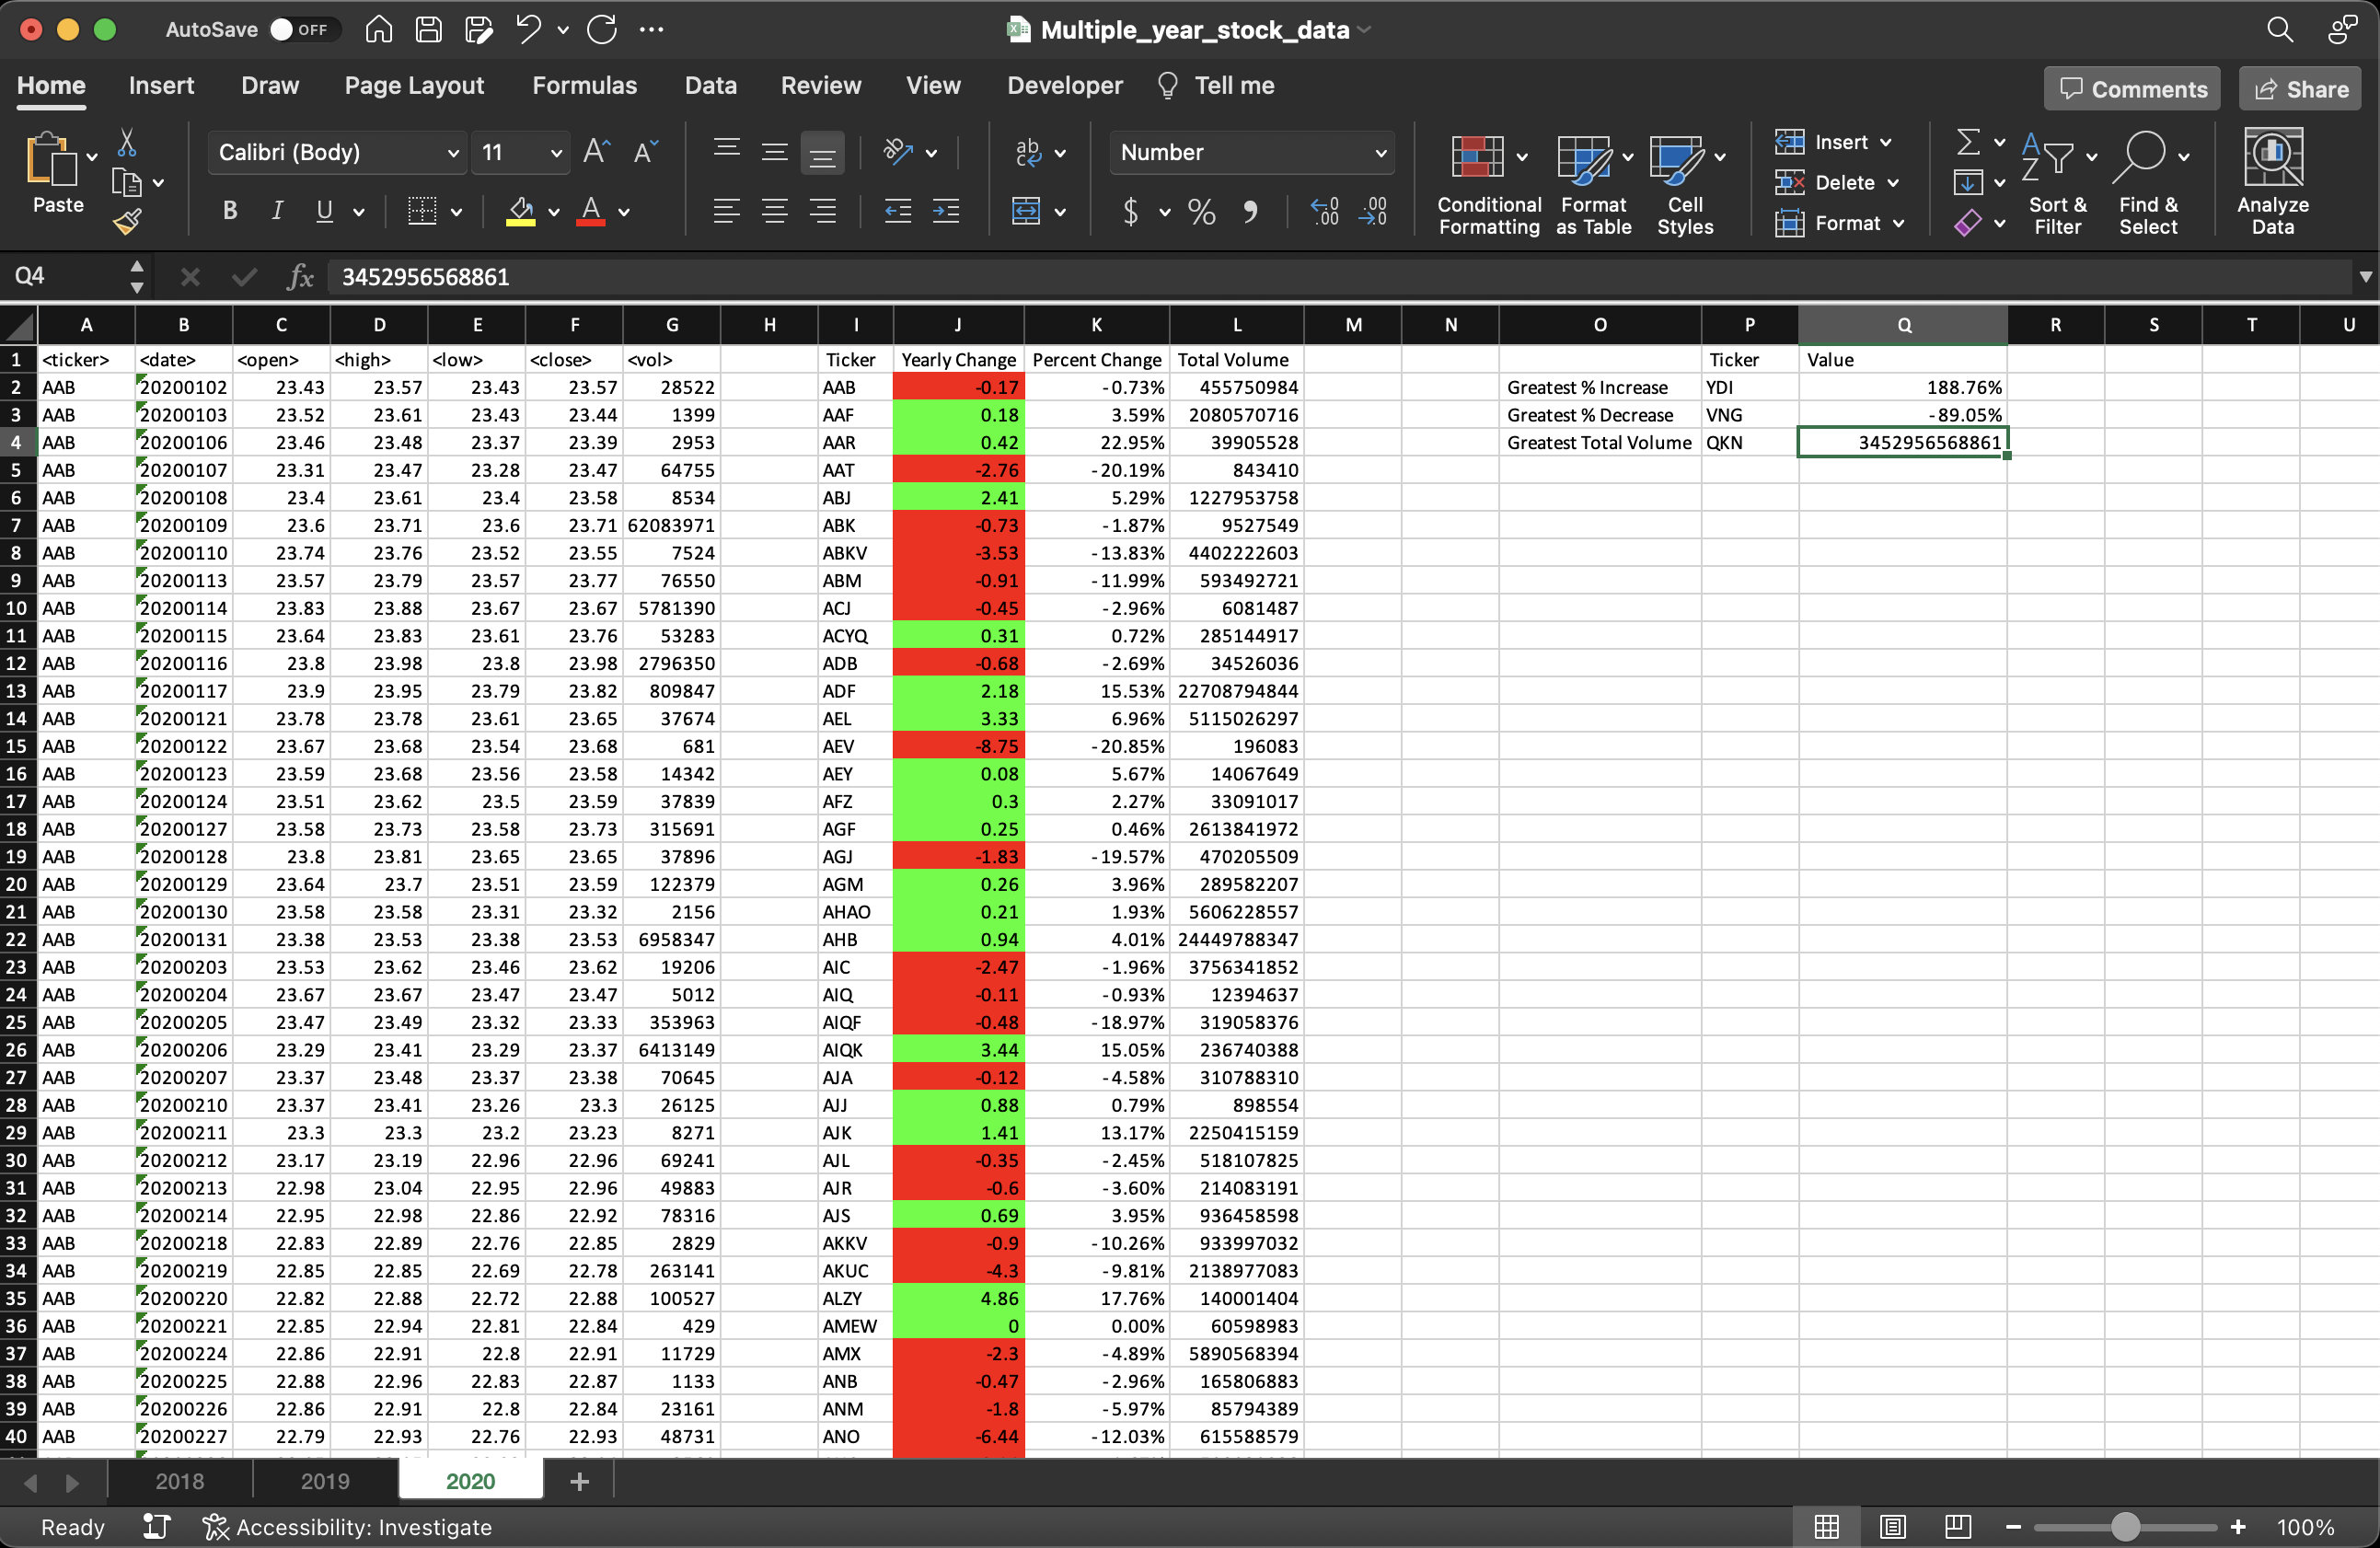 AutoSave OFF Multiple_year_stock_data
Home Insert Draw Page Layout Formulas Data Review View Developer Tell me Comments Share
Paste Calibri (Body) 11 A A ab Number Conditional Formatting Format as Table Cell Styles Insert Delete Format Sort & Filter Find & Select Analyze Data
B I U A $ % .00
Q4 fx 3452956568861
A B C D E F G H I J K L M N O P Q R S T U
1 <ticker> <date> <open> <high> <low> <close> <vol> Ticker Yearly Change Percent Change Total Volume Ticker Value
2 AAB 20200102 23.43 23.57 23.43 23.57 28522 AAB -0.17 -0.73% 455750984 Greatest % Increase YDI 188.76%
3 AAB 20200103 23.52 23.61 23.43 23.44 1399 AAF 0.18 3.59% 2080570716 Greatest % Decrease VNG -89.05%
4 AAB 20200106 23.46 23.48 23.37 23.39 2953 AAR 0.42 22.95% 39905528 Greatest Total Volume QKN 3452956568861
5 AAB 20200107 23.31 23.47 23.28 23.47 64755 AAT -2.76 -20.19% 843410
6 AAB 20200108 23.4 23.61 23.4 23.58 8534 ABJ 2.41 5.29% 1227953758
7 AAB 20200109 23.6 23.71 23.6 23.71 62083971 ABK -0.73 -1.87% 9527549
8 AAB 20200110 23.74 23.76 23.52 23.55 7524 ABKV -3.53 -13.83% 4402222603
9 AAB 20200113 23.57 23.79 23.57 23.77 76550 ABM -0.91 -11.99% 593492721
10 AAB 20200114 23.83 23.88 23.67 23.67 5781390 ACJ -0.45 -2.96% 6081487
11 AAB 20200115 23.64 23.83 23.61 23.76 53283 ACYQ 0.31 0.72% 285144917
12 AAB 20200116 23.8 23.98 23.8 23.98 2796350 ADB -0.68 -2.69% 34526036
13 AAB 20200117 23.9 23.95 23.79 23.82 809847 ADF 2.18 15.53% 22708794844
14 AAB 20200121 23.78 23.78 23.61 23.65 37674 AEL 3.33 6.96% 5115026297
15 AAB 20200122 23.67 23.68 23.54 23.68 681 AEV -8.75 -20.85% 196083
16 AAB 20200123 23.59 23.68 23.56 23.58 14342 AEY 0.08 5.67% 14067649
17 AAB 20200124 23.51 23.62 23.5 23.59 37839 AFZ 0.3 2.27% 33091017
18 AAB 20200127 23.58 23.73 23.58 23.73 315691 AGF 0.25 0.46% 2613841972
19 AAB 20200128 23.8 23.81 23.65 23.65 37896 AGJ -1.83 -19.57% 470205509
20 AAB 20200129 23.64 23.7 23.51 23.59 122379 AGM 0.26 3.96% 289582207
21 AAB 20200130 23.58 23.58 23.31 23.32 2156 AHAO 0.21 1.93% 5606228557
22 AAB 20200131 23.38 23.53 23.38 23.53 6958347 AHB 0.94 4.01% 24449788347
23 AAB 20200203 23.53 23.62 23.46 23.62 19206 AIC -2.47 -1.96% 3756341852
24 AAB 20200204 23.67 23.67 23.47 23.47 5012 AIQ -0.11 -0.93% 12394637
25 AAB 20200205 23.47 23.49 23.32 23.33 353963 AIQF -0.48 -18.97% 319058376
26 AAB 20200206 23.29 23.41 23.29 23.37 6413149 AIQK 3.44 15.05% 236740388
27 AAB 20200207 23.37 23.48 23.37 23.38 70645 AJA -0.12 -4.58% 310788310
28 AAB 20200210 23.37 23.41 23.26 23.3 26125 AJJ 0.88 0.79% 898554
29 AAB 20200211 23.3 23.3 23.2 23.23 8271 AJK 1.41 13.17% 2250415159
30 AAB 20200212 23.17 23.19 22.96 22.96 69241 AJL -0.35 -2.45% 518107825
31 AAB 20200213 22.98 23.04 22.95 22.96 49883 AJR -0.6 -3.60% 214083191
32 AAB 20200214 22.95 22.98 22.86 22.92 78316 AJS 0.69 3.95% 936458598
33 AAB 20200218 22.83 22.89 22.76 22.85 2829 AKKV -0.9 -10.26% 933997032
34 AAB 20200219 22.85 22.85 22.69 22.78 263141 AKUC -4.3 -9.81% 2138977083
35 AAB 20200220 22.82 22.88 22.72 22.88 100527 ALZY 4.86 17.76% 140001404
36 AAB 20200221 22.85 22.94 22.81 22.84 429 AMEW 0 0.00% 60598983
37 AAB 20200224 22.86 22.91 22.8 22.91 11729 AMX -2.3 -4.89% 5890568394
38 AAB 20200225 22.88 22.96 22.83 22.87 1133 ANB -0.47 -2.96% 165806883
39 AAB 20200226 22.86 22.91 22.8 22.84 23161 ANM -1.8 -5.97% 85794389
40 AAB 20200227 22.79 22.93 22.76 22.93 48731 ANO -6.44 -12.03% 615588579
2018 2019 2020 +
Ready Accessibility: Investigate 100%